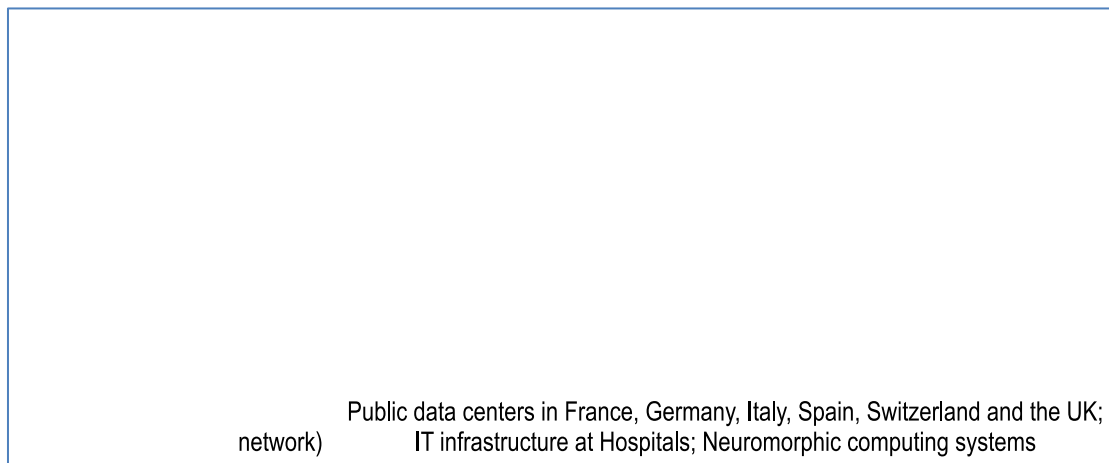 Public data centers in France, Germany, Italy, Spain, Switzerland and the UK;
network) IT infrastructure at Hospitals; Neuromorphic computing systems